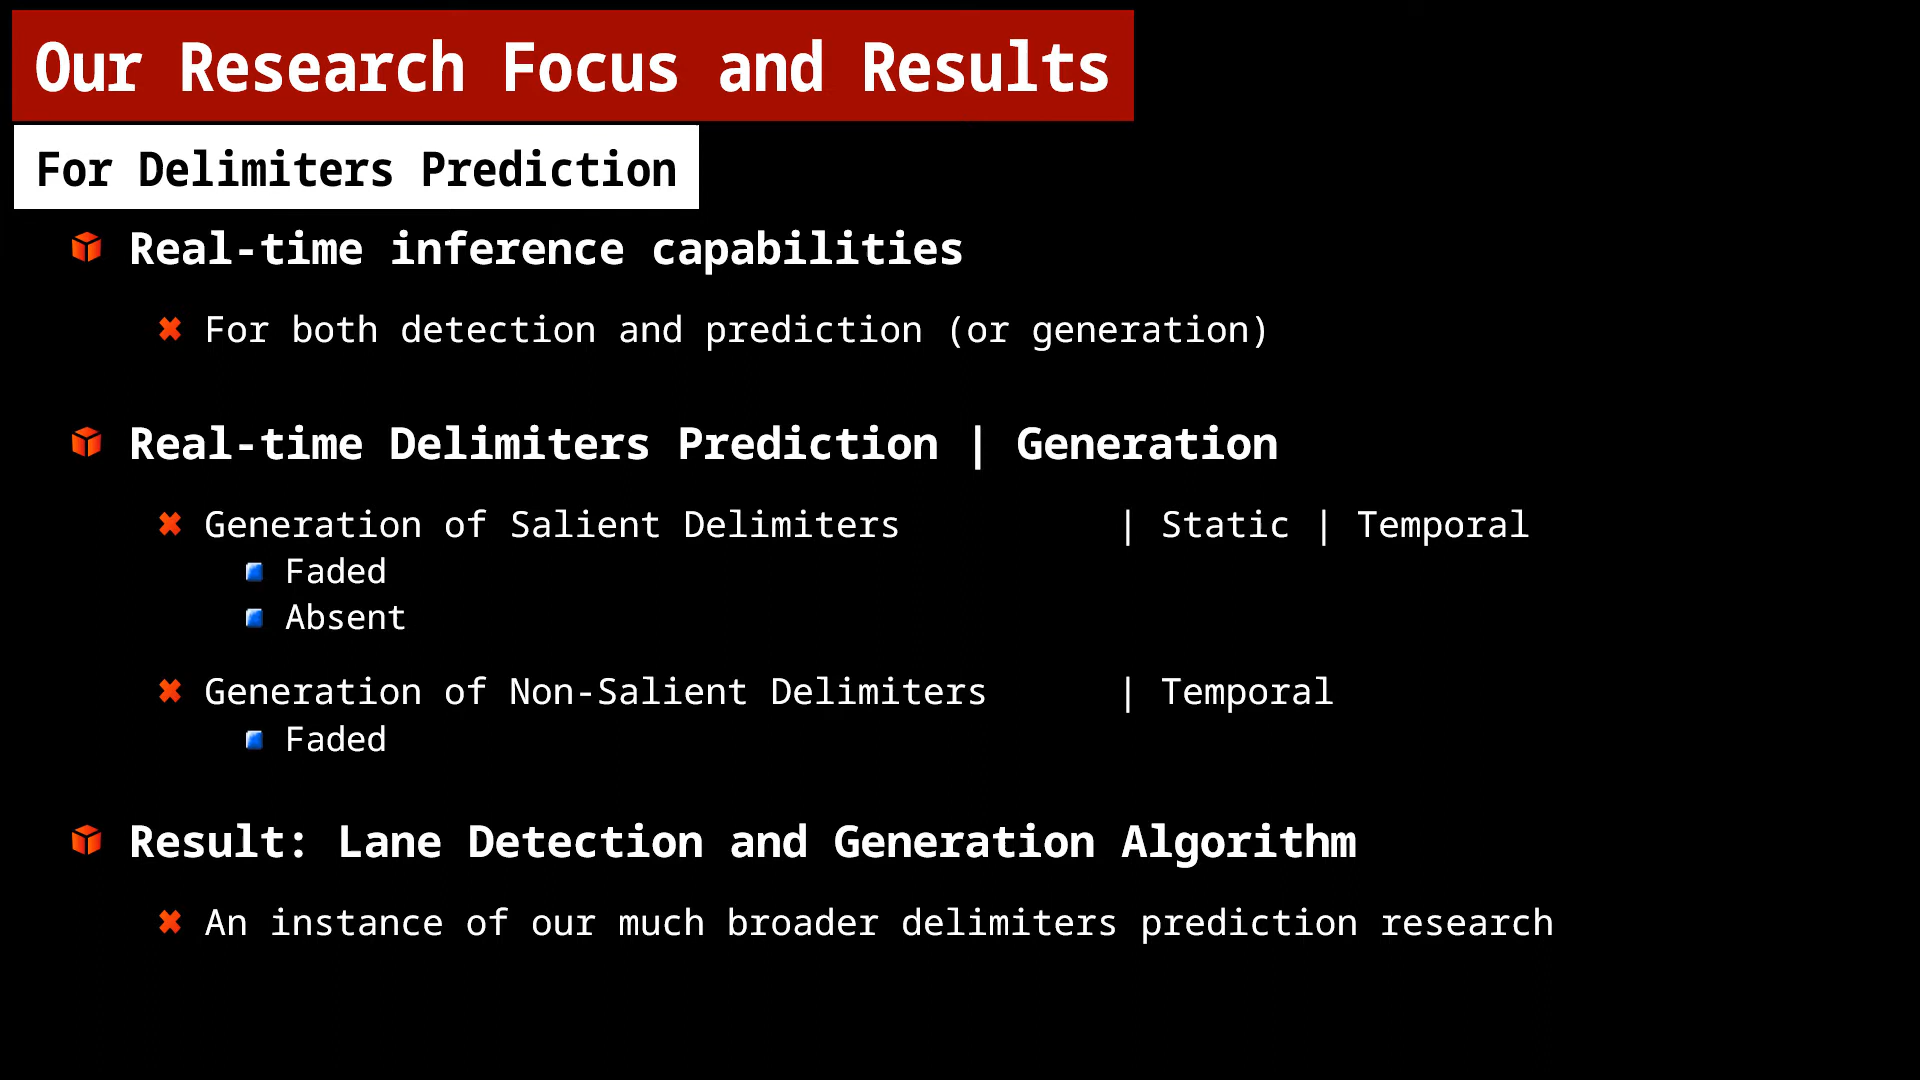 Our Research Focus and Results
For Delimiters Prediction
Real-time inference capabilities
For both detection and prediction (or generation)
Real-time Delimiters Prediction | Generation
Generation of Salient Delimiters | Static | Temporal
Faded
Absent
Generation of Non-Salient Delimiters | Temporal
Faded
Result: Lane Detection and Generation Algorithm
An instance of our much broader delimiters prediction research